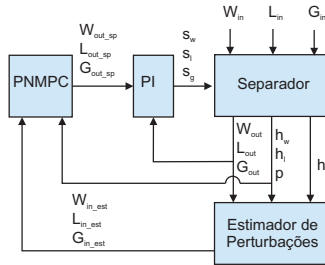 W_in L_in G_in
W_out_sp
L_out_sp
G_out_sp
s_w
s_l
s_g
PNMPC
PI
Separador
W_out
L_out
G_out
h_w
h_l
p
h
W_in_est
L_in_est
G_in_est
Estimador de
Perturbações